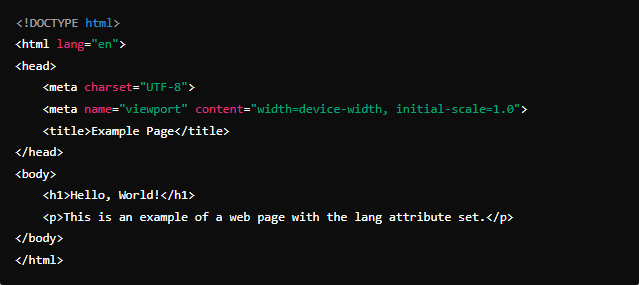 <!DOCTYPE html>
<html lang="en">
<head>
    <meta charset="UTF-8">
    <meta name="viewport" content="width=device-width, initial-scale=1.0">
    <title>Example Page</title>
</head>
<body>
    <h1>Hello, World!</h1>
    <p>This is an example of a web page with the lang attribute set.</p>
</body>
</html>